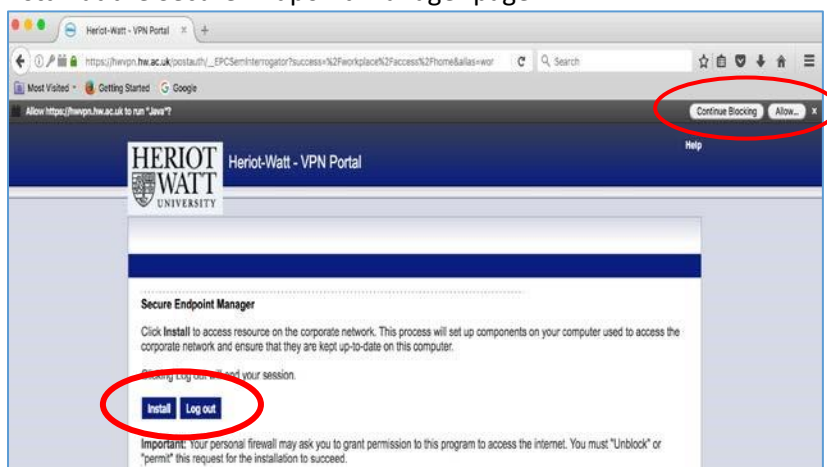 Heriot-Watt - VPN Portal
https://hwvpn.hw.ac.uk/postauth/__EPCSemInterrogator?success=%2Fworkplace%2Faccess%2Fhome&alias=wor
Search
Most Visited
Getting Started
Google
Allow https://hwvpn.hw.ac.uk to run "Java"?
Continue Blocking
Allow...
HERIOT
WATT
UNIVERSITY
Heriot-Watt - VPN Portal
Help
Secure Endpoint Manager
Click Install to access resource on the corporate network. This process will set up components on your computer used to access the
corporate network and ensure that they are kept up-to-date on this computer.
Clicking Log out will end your session.
Install
Log out
Important: Your personal firewall may ask you to grant permission to this program to access the internet. You must "Unblock" or
"permit" this request for the installation to succeed.